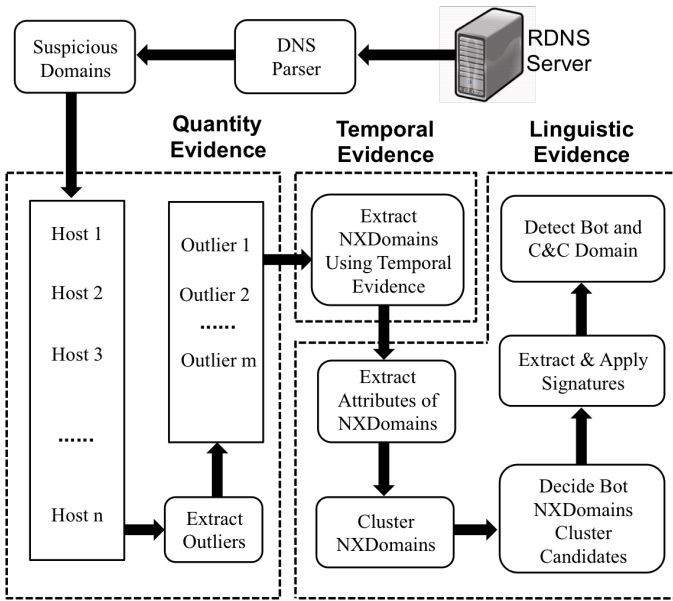 Suspicious
Domains
DNS
Parser
RDNS
Server
Quantity
Evidence
Temporal
Evidence
Linguistic
Evidence
Host 1
Host 2
Host 3
......
Host n
Outlier 1
Outlier 2
......
Outlier m
Extract
Outliers
Extract
NXDomains
Using Temporal
Evidence
Extract
Attributes of
NXDomains
Cluster
NXDomains
Decide Bot
NXDomains
Cluster
Candidates
Extract & Apply
Signatures
Detect Bot and
C&C Domain